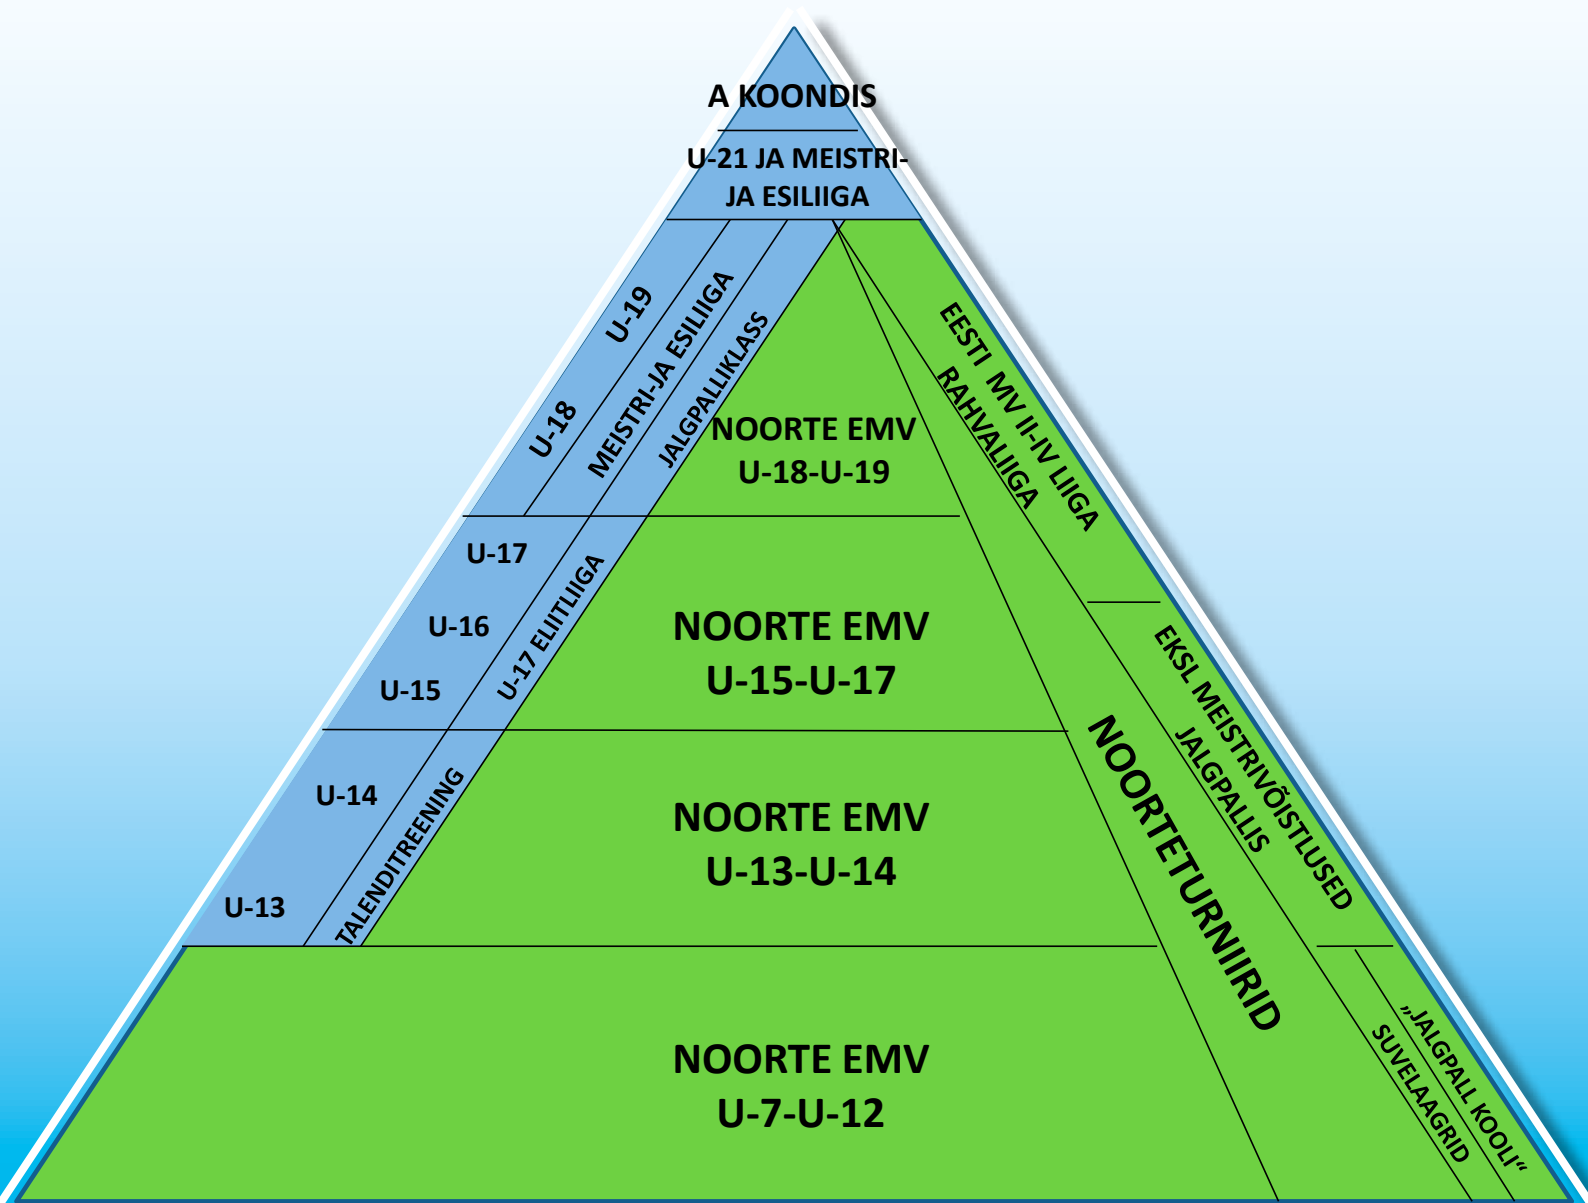 A KOONDIS
U-21 JA MEISTRI-
JA ESILIIGA
U-19
U-18
MEISTRI-JA ESILIIGA
JALGPALLIKLASS
NOORTE EMV
U-18-U-19
EESTI MV II-IV LIIGA
RAHVALIIGA
U-17
U-16
U-15
U-17 ELIITLIIGA
NOORTE EMV
U-15-U-17
EKSL MEISTRIVÕISTLUSED
JALGPALLIS
U-14
U-13
TALENDITREENING
NOORTE EMV
U-13-U-14
NOORTETURNIIRID
NOORTE EMV
U-7-U-12
„JALGPALL KOOLI“
SUVELAAGRID